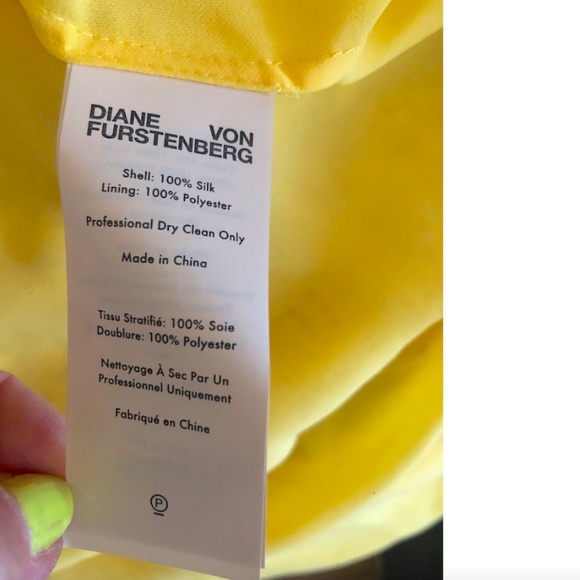 DIANE VON
FURSTENBERG
Shell: 100% Silk
Lining: 100% Polyester
Professional Dry Clean Only
Made in China
Tissu Stratifié: 100% Soie
Doublure: 100% Polyester
Nettoyage À Sec Par Un
Professionnel Uniquement
Fabriqué en Chine
P